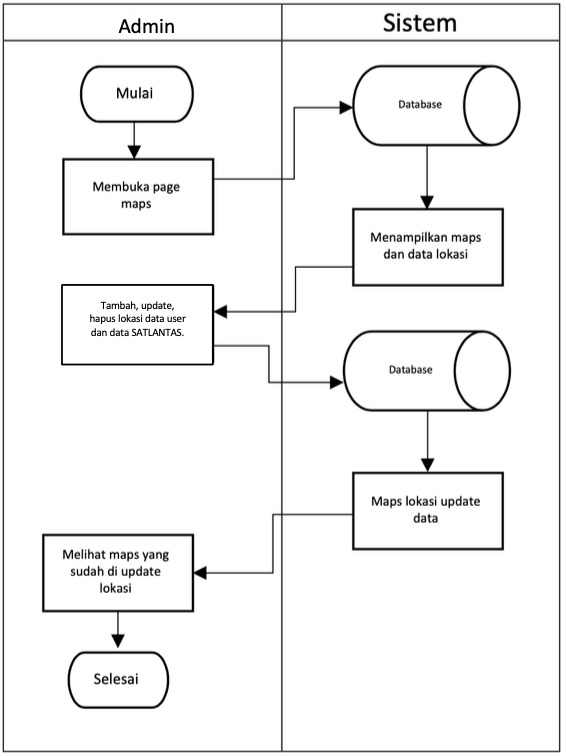 Admin
Sistem
Mulai
Database
Membuka page
maps
Menampilkan maps
dan data lokasi
Tambah, update,
hapus lokasi data user
dan data SATLANTAS.
Database
Maps lokasi update
data
Melihat maps yang
sudah di update
lokasi
Selesai